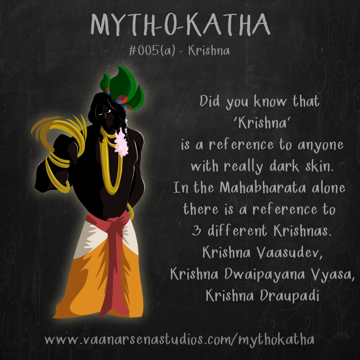 MYTH-O-KATHA
#005(a) - Krishna
Did you know that
'Krishna'
is a reference to anyone
with really dark skin.
In the Mahabharata alone
there is a reference to
3 different Krishnas.
Krishna Vaasudev,
Krishna Dwaipayana Vyasa,
Krishna Draupadi
www.vaanarsenastudios.com/mythokatha